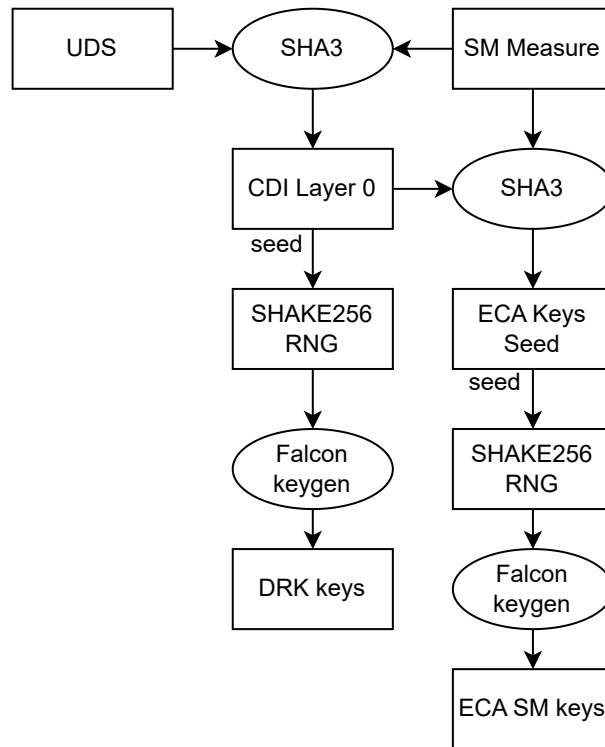 UDS
SHA3
SM Measure
CDI Layer 0
SHA3
seed
SHAKE256
RNG
ECA Keys
Seed
seed
Falcon
keygen
SHAKE256
RNG
DRK keys
Falcon
keygen
ECA SM keys